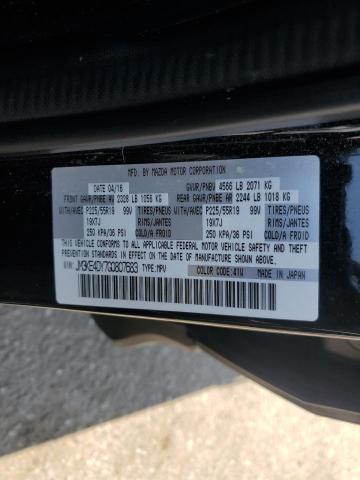 MFD. BY MAZDA MOTOR CORPORATION
DATE 04/16 GVWR/PNBV 4566 LB 2071 KG
FRONT GAWR/PNBE AV 2328 LB 1056 KG REAR GAWR/PNBE AR 2244 LB 1018 KG
P225/55R19 99V TIRES/PNEUS P225/55R19 99V TIRES/PNEUS
19X7J RIMS/JANTES 19X7J RIMS/JANTES
250 KPA/36 PSI COLD/A FROID 250 KPA/36 PSI COLD/A FROID
THIS VEHICLE CONFORMS TO ALL APPLICABLE FEDERAL MOTOR VEHICLE SAFETY,
BUMPER, AND THEFT PREVENTION STANDARDS IN EFFECT ON THE DATE OF
MANUFACTURE SHOWN ABOVE.
VIN: JM3KE4DY7G0807683 TYPE:MPV COLOR CODE:41W MADE IN JAPAN